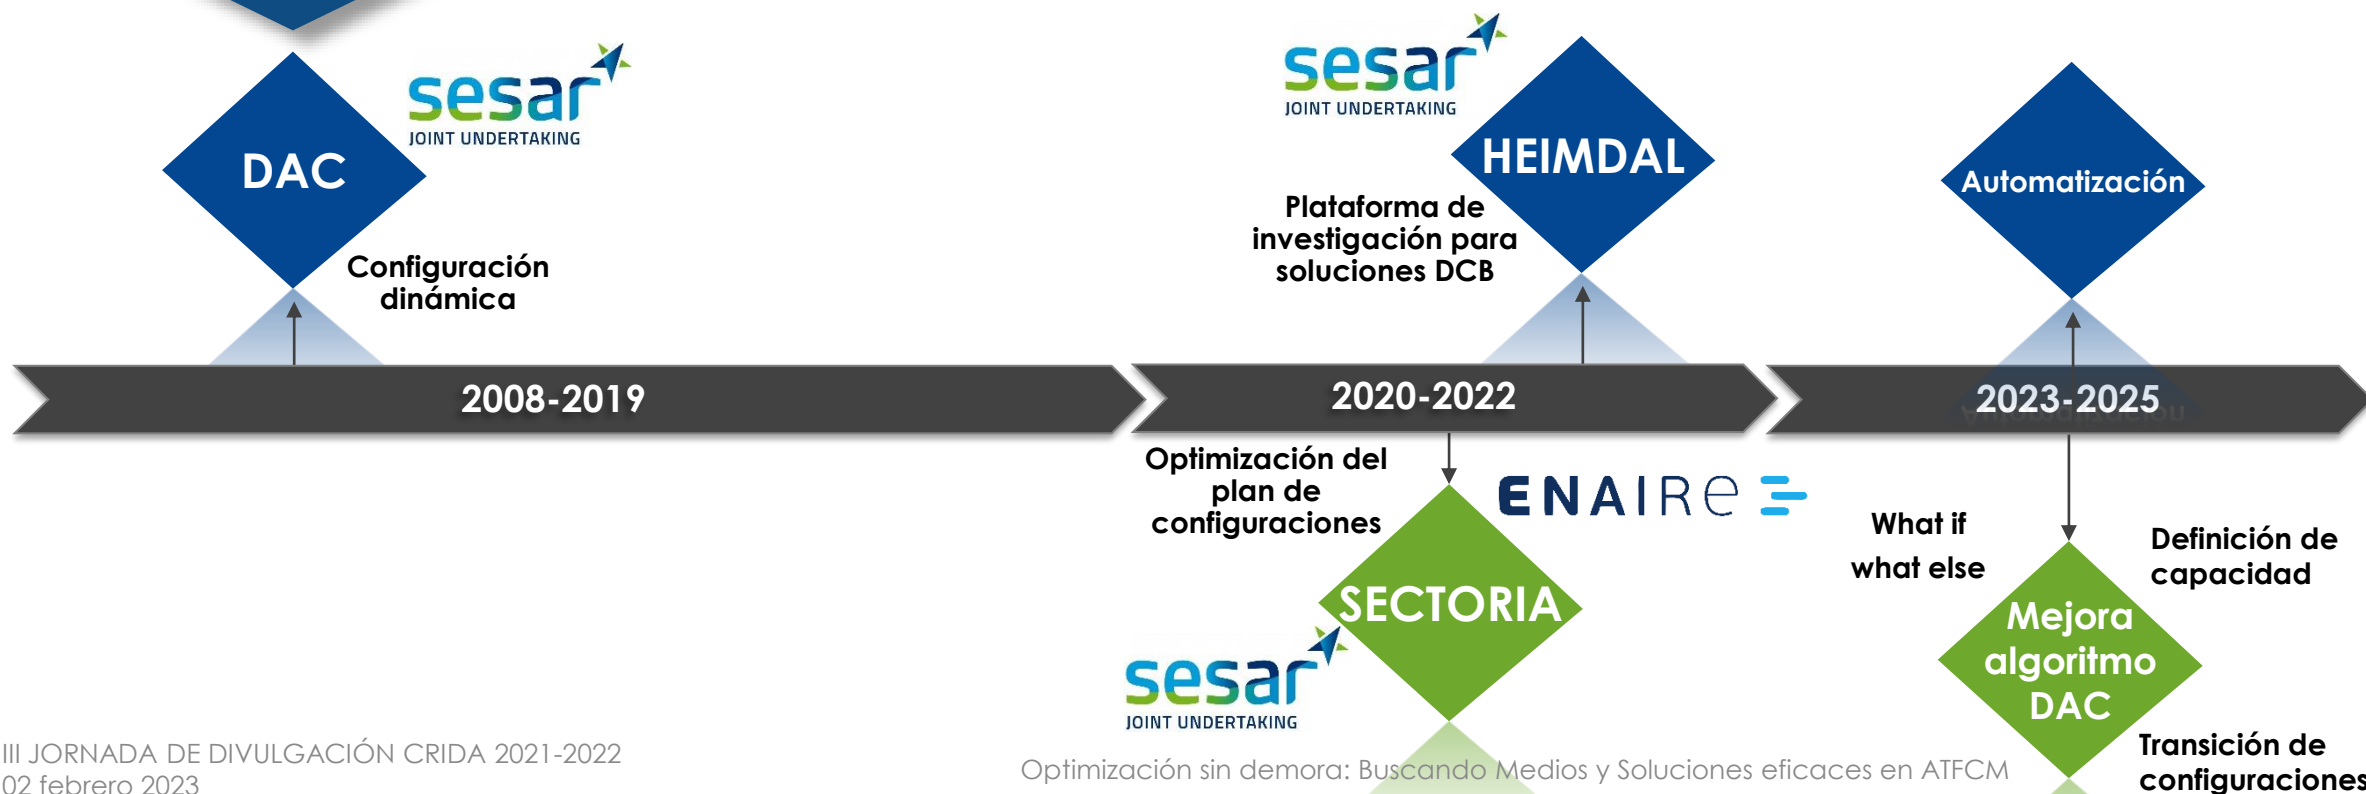 sesar
JOINT UNDERTAKING
DAC
Configuración
dinámica
sesar
JOINT UNDERTAKING
HEIMDAL
Plataforma de
investigación para
soluciones DCB
Automatización
2008-2019
2020-2022
2023-2025
Optimización del
plan de
configuraciones
ENAIRe
SECTORIA
sesar
JOINT UNDERTAKING
What if
what else
Definición de
capacidad
Mejora
algoritmo
DAC
Transición de
configuraciones
III JORNADA DE DIVULGACIÓN CRIDA 2021-2022
02 febrero 2023
Optimización sin demora: Buscando Medios y Soluciones eficaces en ATFCM